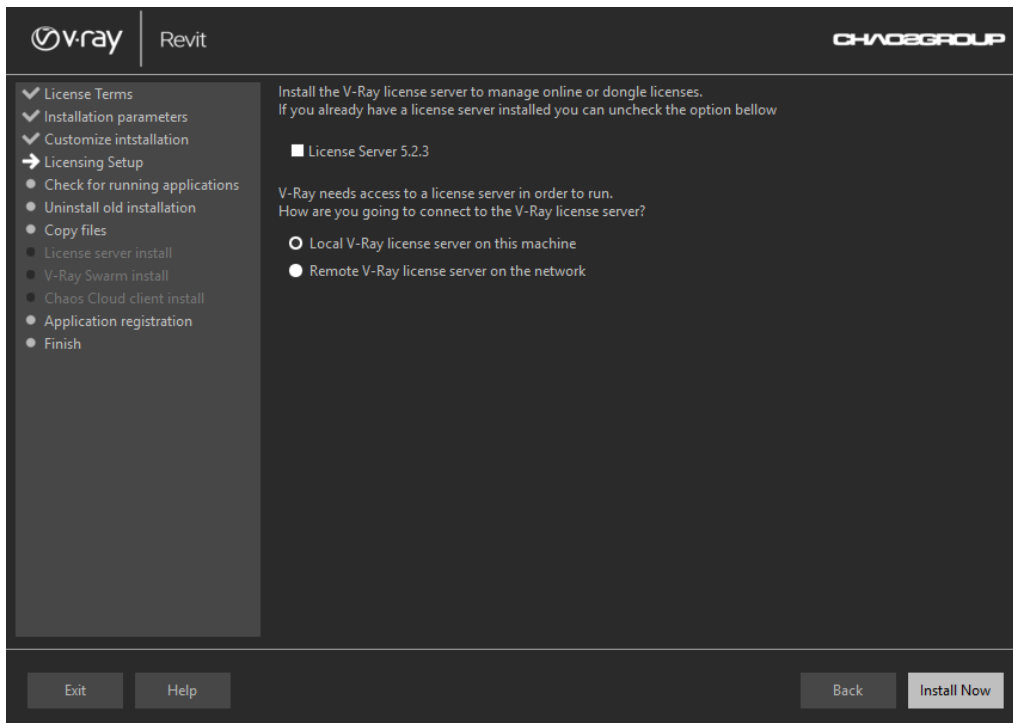 v·ray
Revit
CHAOSGROUP
License Terms
Installation parameters
Customize intstallation
Licensing Setup
Check for running applications
Uninstall old installation
Copy files
License server install
V-Ray Swarm install
Chaos Cloud client install
Application registration
Finish
Install the V-Ray license server to manage online or dongle licenses.
If you already have a license server installed you can uncheck the option bellow
License Server 5.2.3
V-Ray needs access to a license server in order to run.
How are you going to connect to the V-Ray license server?
Local V-Ray license server on this machine
Remote V-Ray license server on the network
Exit
Help
Back
Install Now